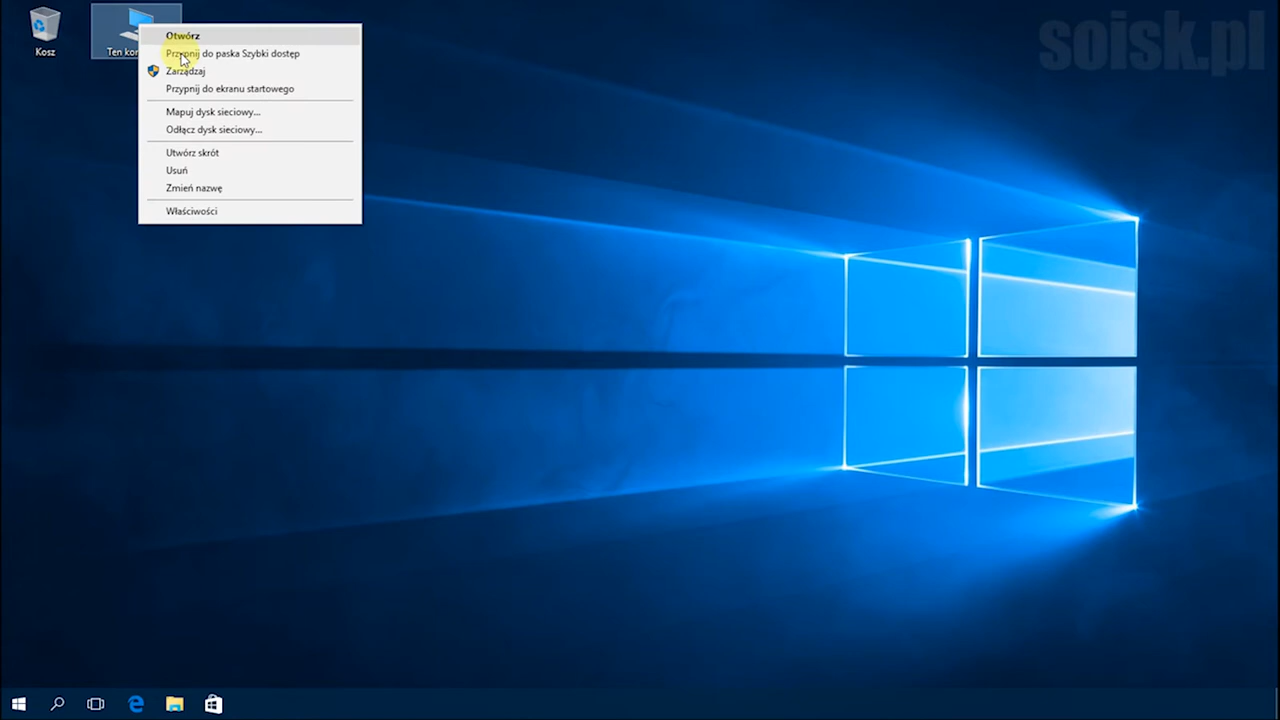 soisk.pl
Kosz
Ten kom
Otwórz
Przypnij do paska Szybki dostęp
Zarządzaj
Przypnij do ekranu startowego
Mapuj dysk sieciowy...
Odłącz dysk sieciowy...
Utwórz skrót
Usuń
Zmień nazwę
Właściwości